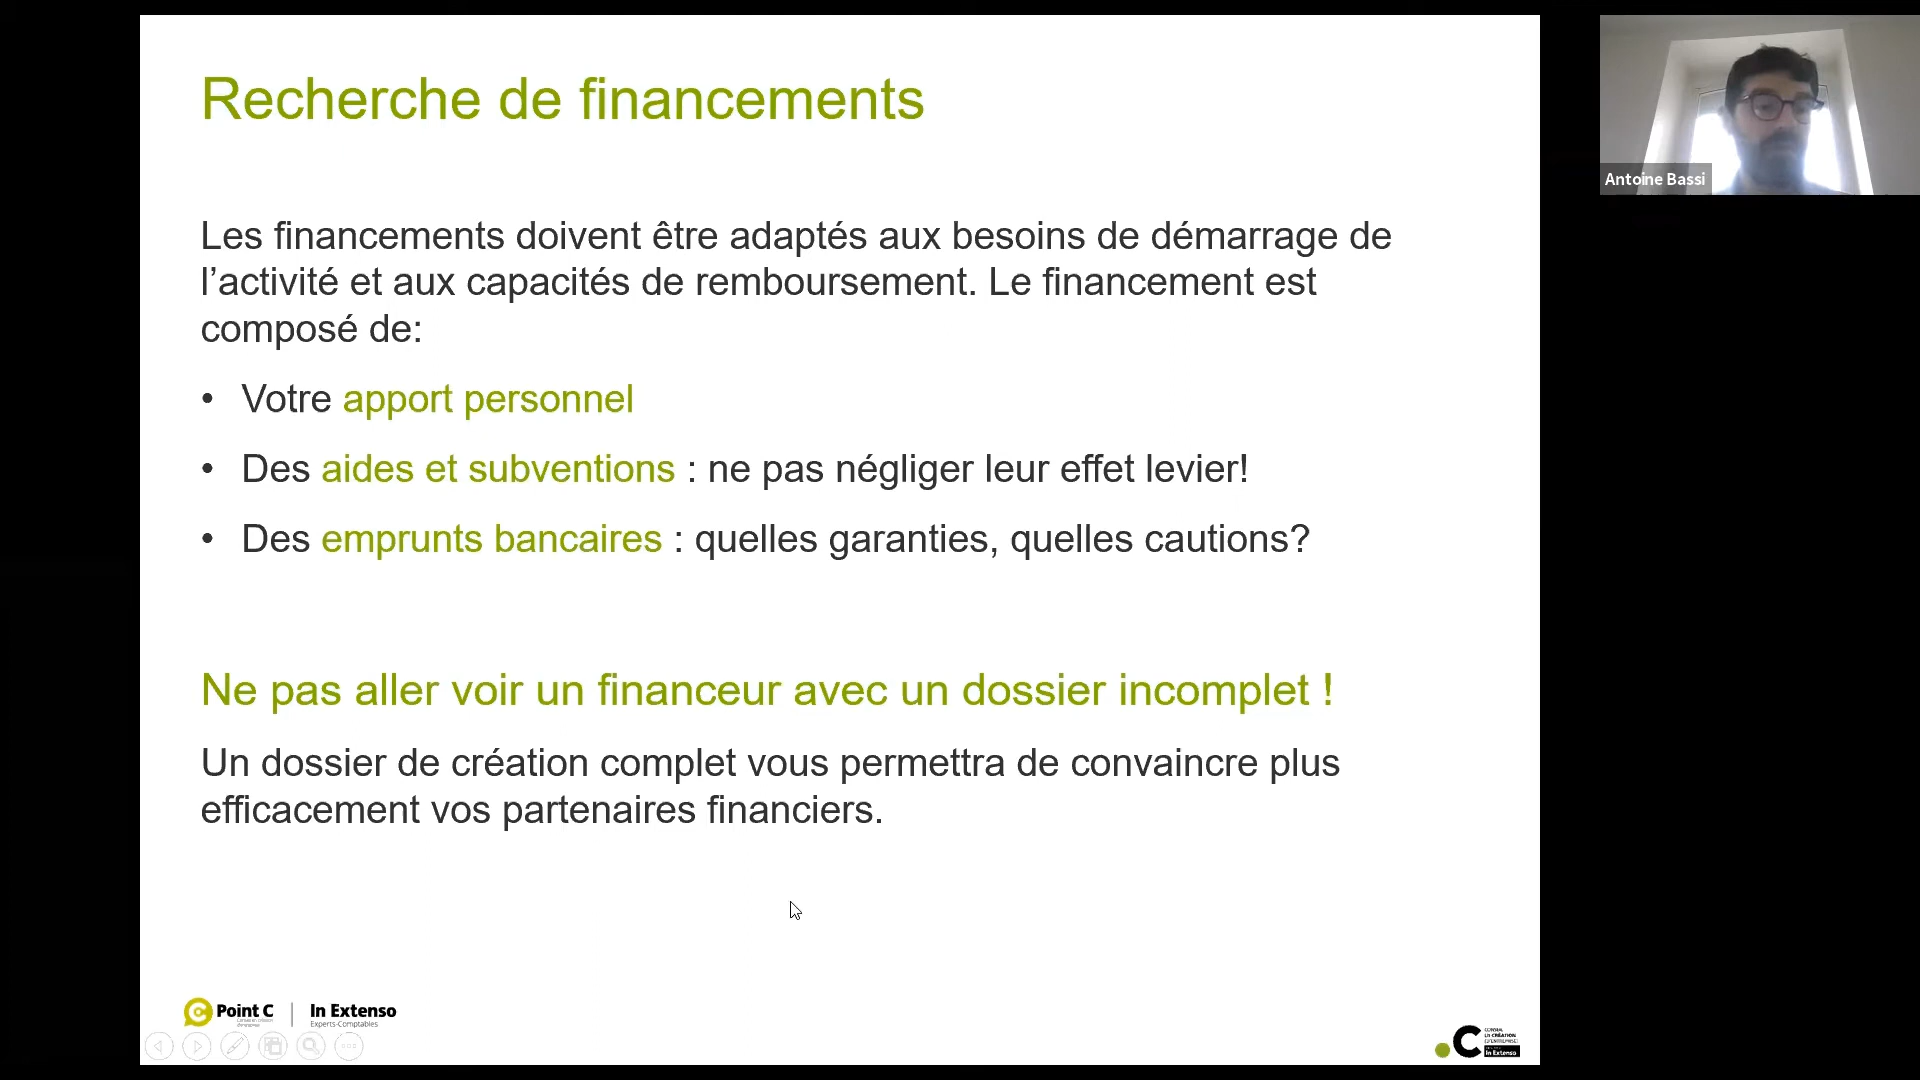 Recherche de financements
Antoine Bassi
Les financements doivent être adaptés aux besoins de démarrage de
l’activité et aux capacités de remboursement. Le financement est
composé de:
• Votre apport personnel
• Des aides et subventions : ne pas négliger leur effet levier!
• Des emprunts bancaires : quelles garanties, quelles cautions?
Ne pas aller voir un financeur avec un dossier incomplet !
Un dossier de création complet vous permettra de convaincre plus
efficacement vos partenaires financiers.
Point C
In Extenso
Experts-Comptables
In Extenso